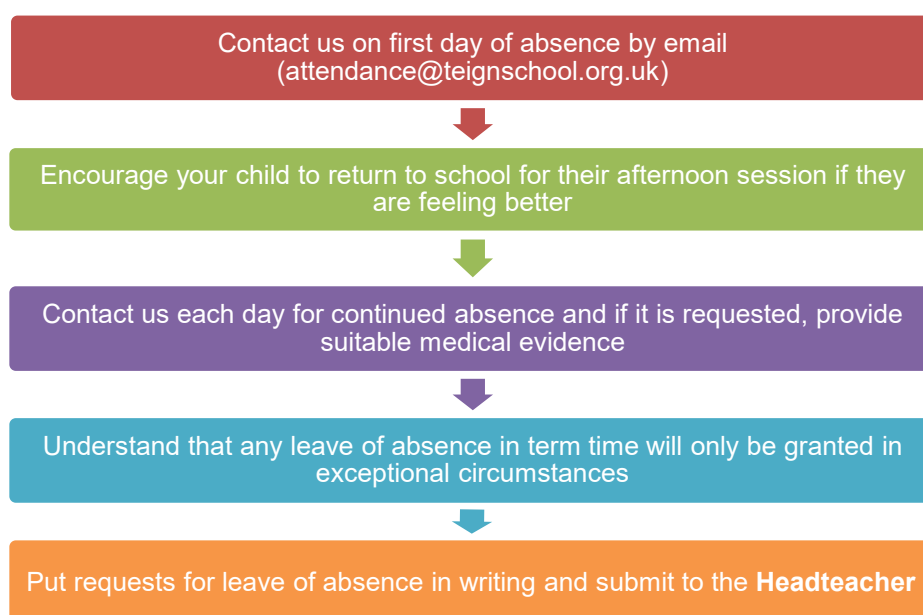 Contact us on first day of absence by email
(attendance@teignschool.org.uk)
Encourage your child to return to school for their afternoon session if they
are feeling better
Contact us each day for continued absence and if it is requested, provide
suitable medical evidence
Understand that any leave of absence in term time will only be granted in
exceptional circumstances
Put requests for leave of absence in writing and submit to the Headteacher